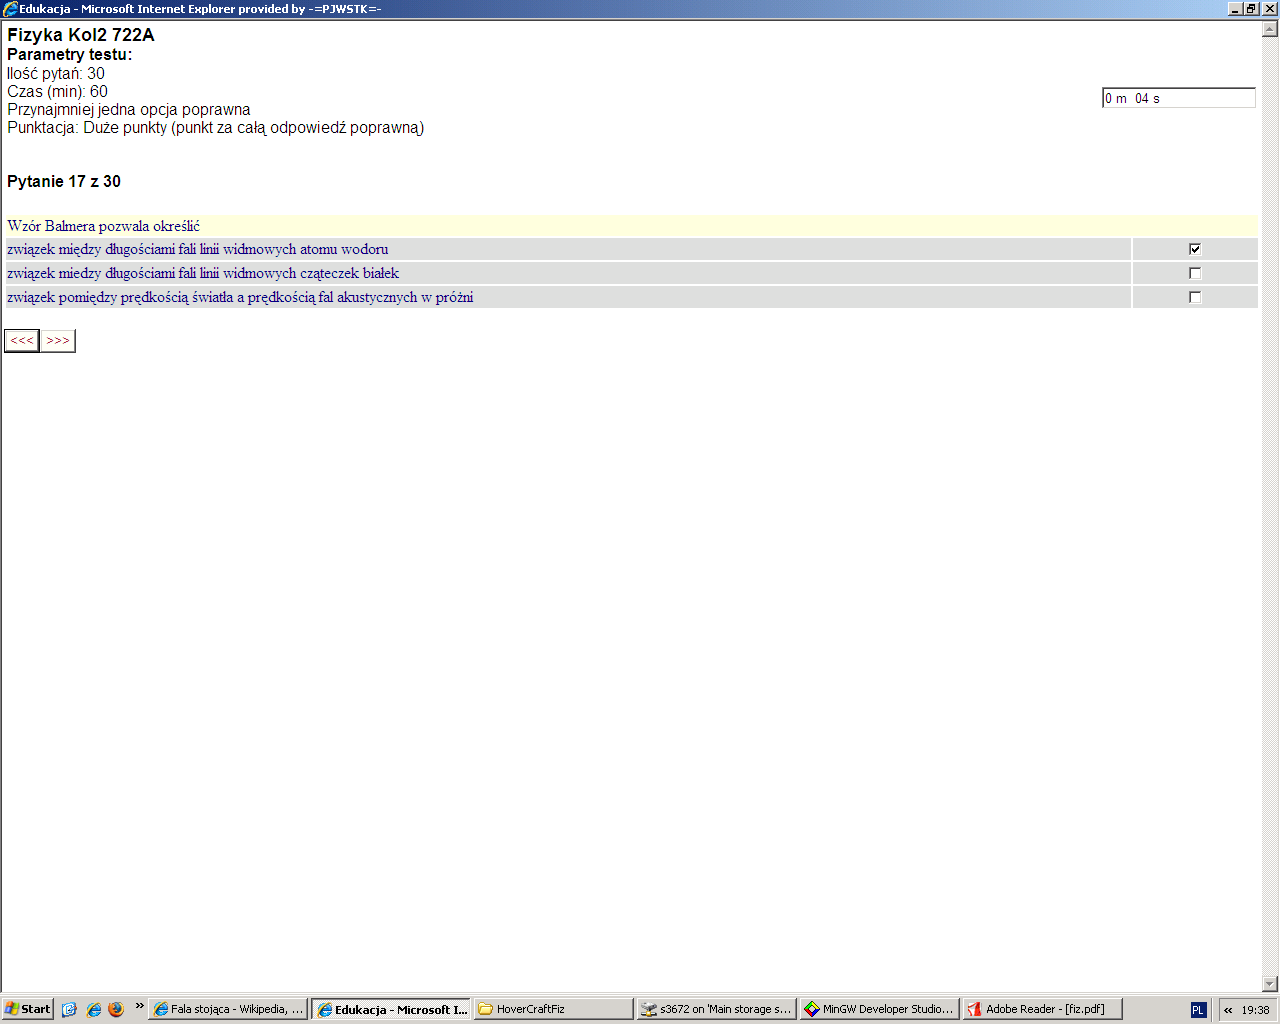 Edukacja - Microsoft Internet Explorer provided by -=PJWSTK=-
Fizyka Kol2 722A
Parametry testu:
Ilość pytań: 30
Czas (min): 60
0 m 04 s
Przynajmniej jedna opcja poprawna
Punktacja: Duże punkty (punkt za całą odpowiedź poprawną)
Pytanie 17 z 30
Wzór Balmera pozwala określić
związek między długościami fali linii widmowych atomu wodoru
związek miedzy długościami fali linii widmowych cząteczek białek
związek pomiędzy prędkością światła a prędkością fal akustycznych w próżni
<<< >>>
Start » Fala stojąca - Wikipedia, ... Edukacja - Microsoft I... HoverCraftFiz s3672 on 'Main storage s... MinGW Developer Studio... Adobe Reader - [fiz.pdf] PL « 19:38